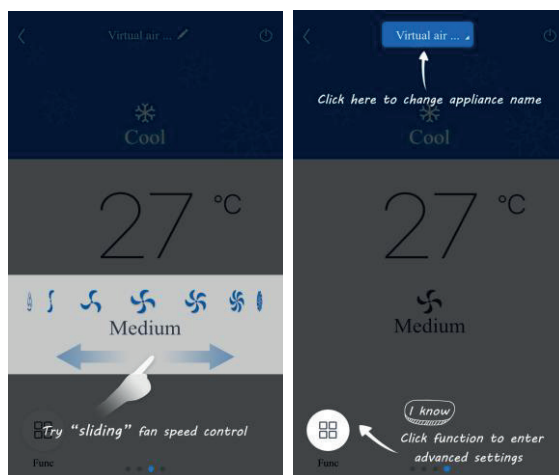 Virtual air ...
Cool
27 °C
Medium
Try “sliding” fan speed control
Func
Virtual air ...
Click here to change appliance name
Cool
27 °C
Medium
I know
Click function to enter
advanced settings
Func